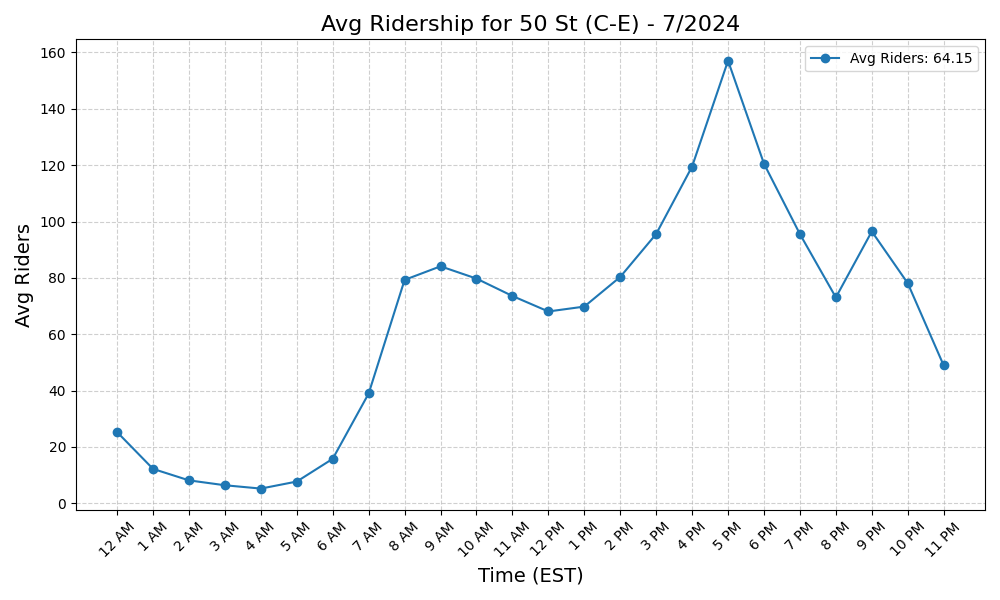 Avg Ridership for 50 St (C-E) - 7/2024
Avg Riders: 64.15
Avg Riders
160
140
120
100
80
60
40
20
0
12 AM
1 AM
2 AM
3 AM
4 AM
5 AM
6 AM
7 AM
8 AM
9 AM
10 AM
11 AM
12 PM
1 PM
2 PM
3 PM
4 PM
5 PM
6 PM
7 PM
8 PM
9 PM
10 PM
11 PM
Time (EST)